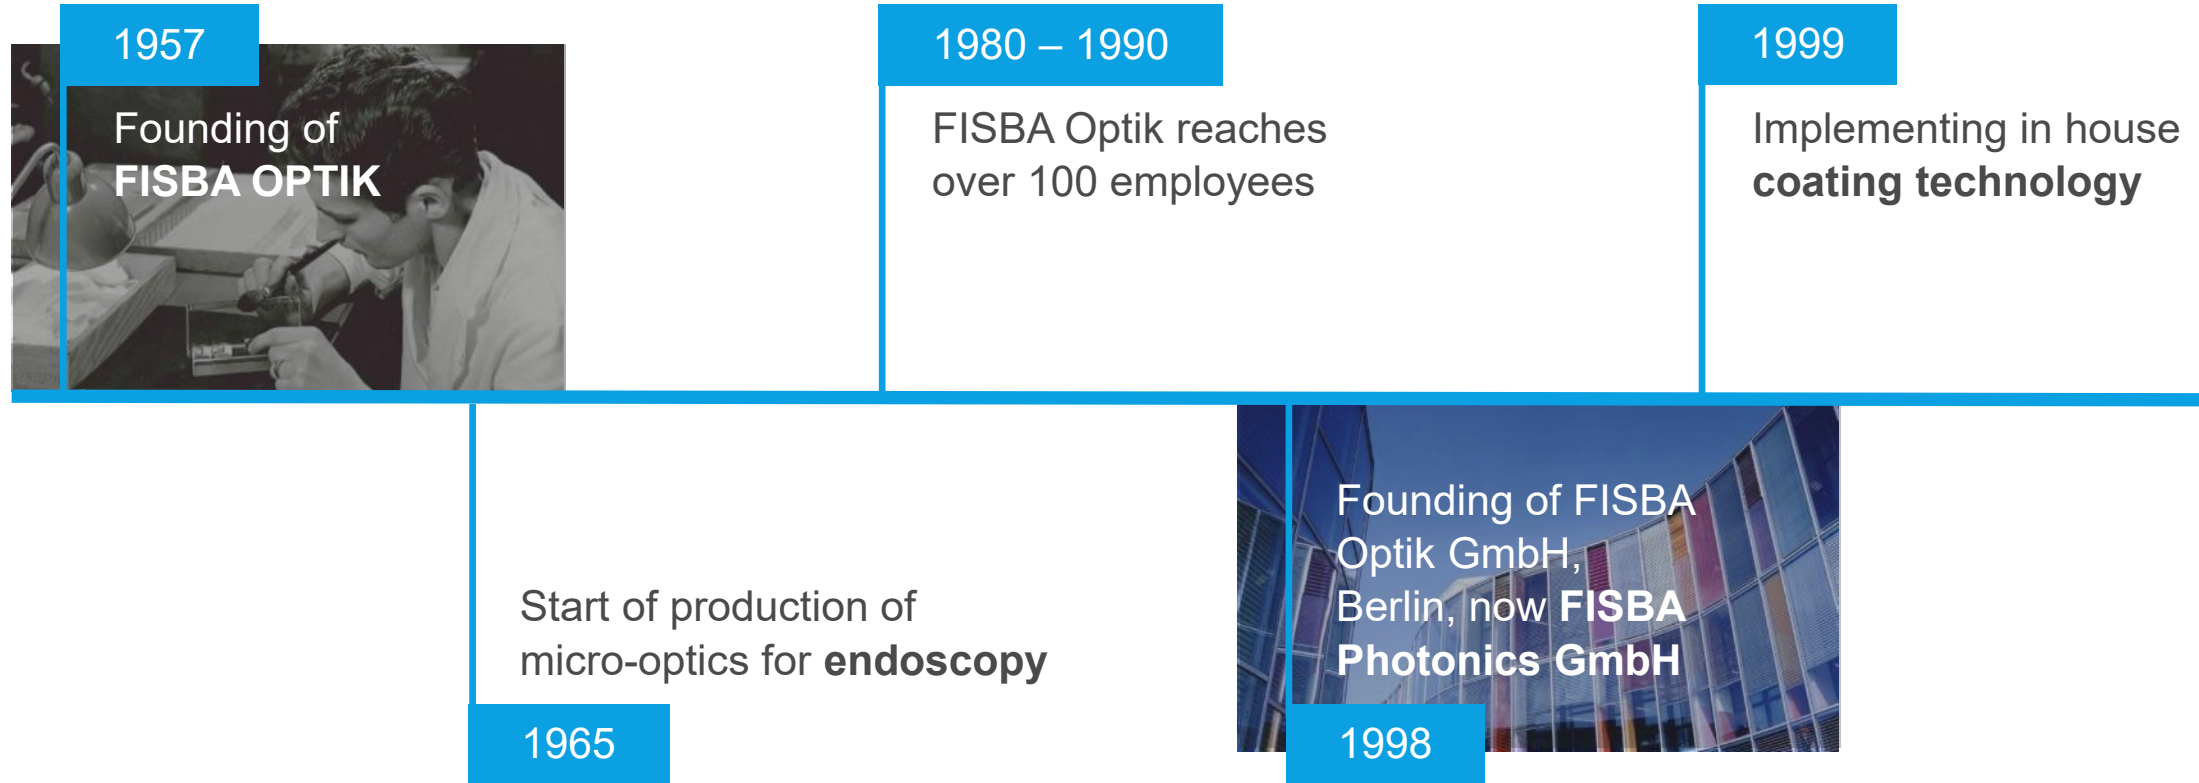 1957
Founding of
FISBA OPTIK
1965
Start of production of
micro-optics for endoscopy
1980 – 1990
FISBA Optik reaches
over 100 employees
1998
Founding of FISBA
Optik GmbH,
Berlin, now FISBA
Photonics GmbH
1999
Implementing in house
coating technology